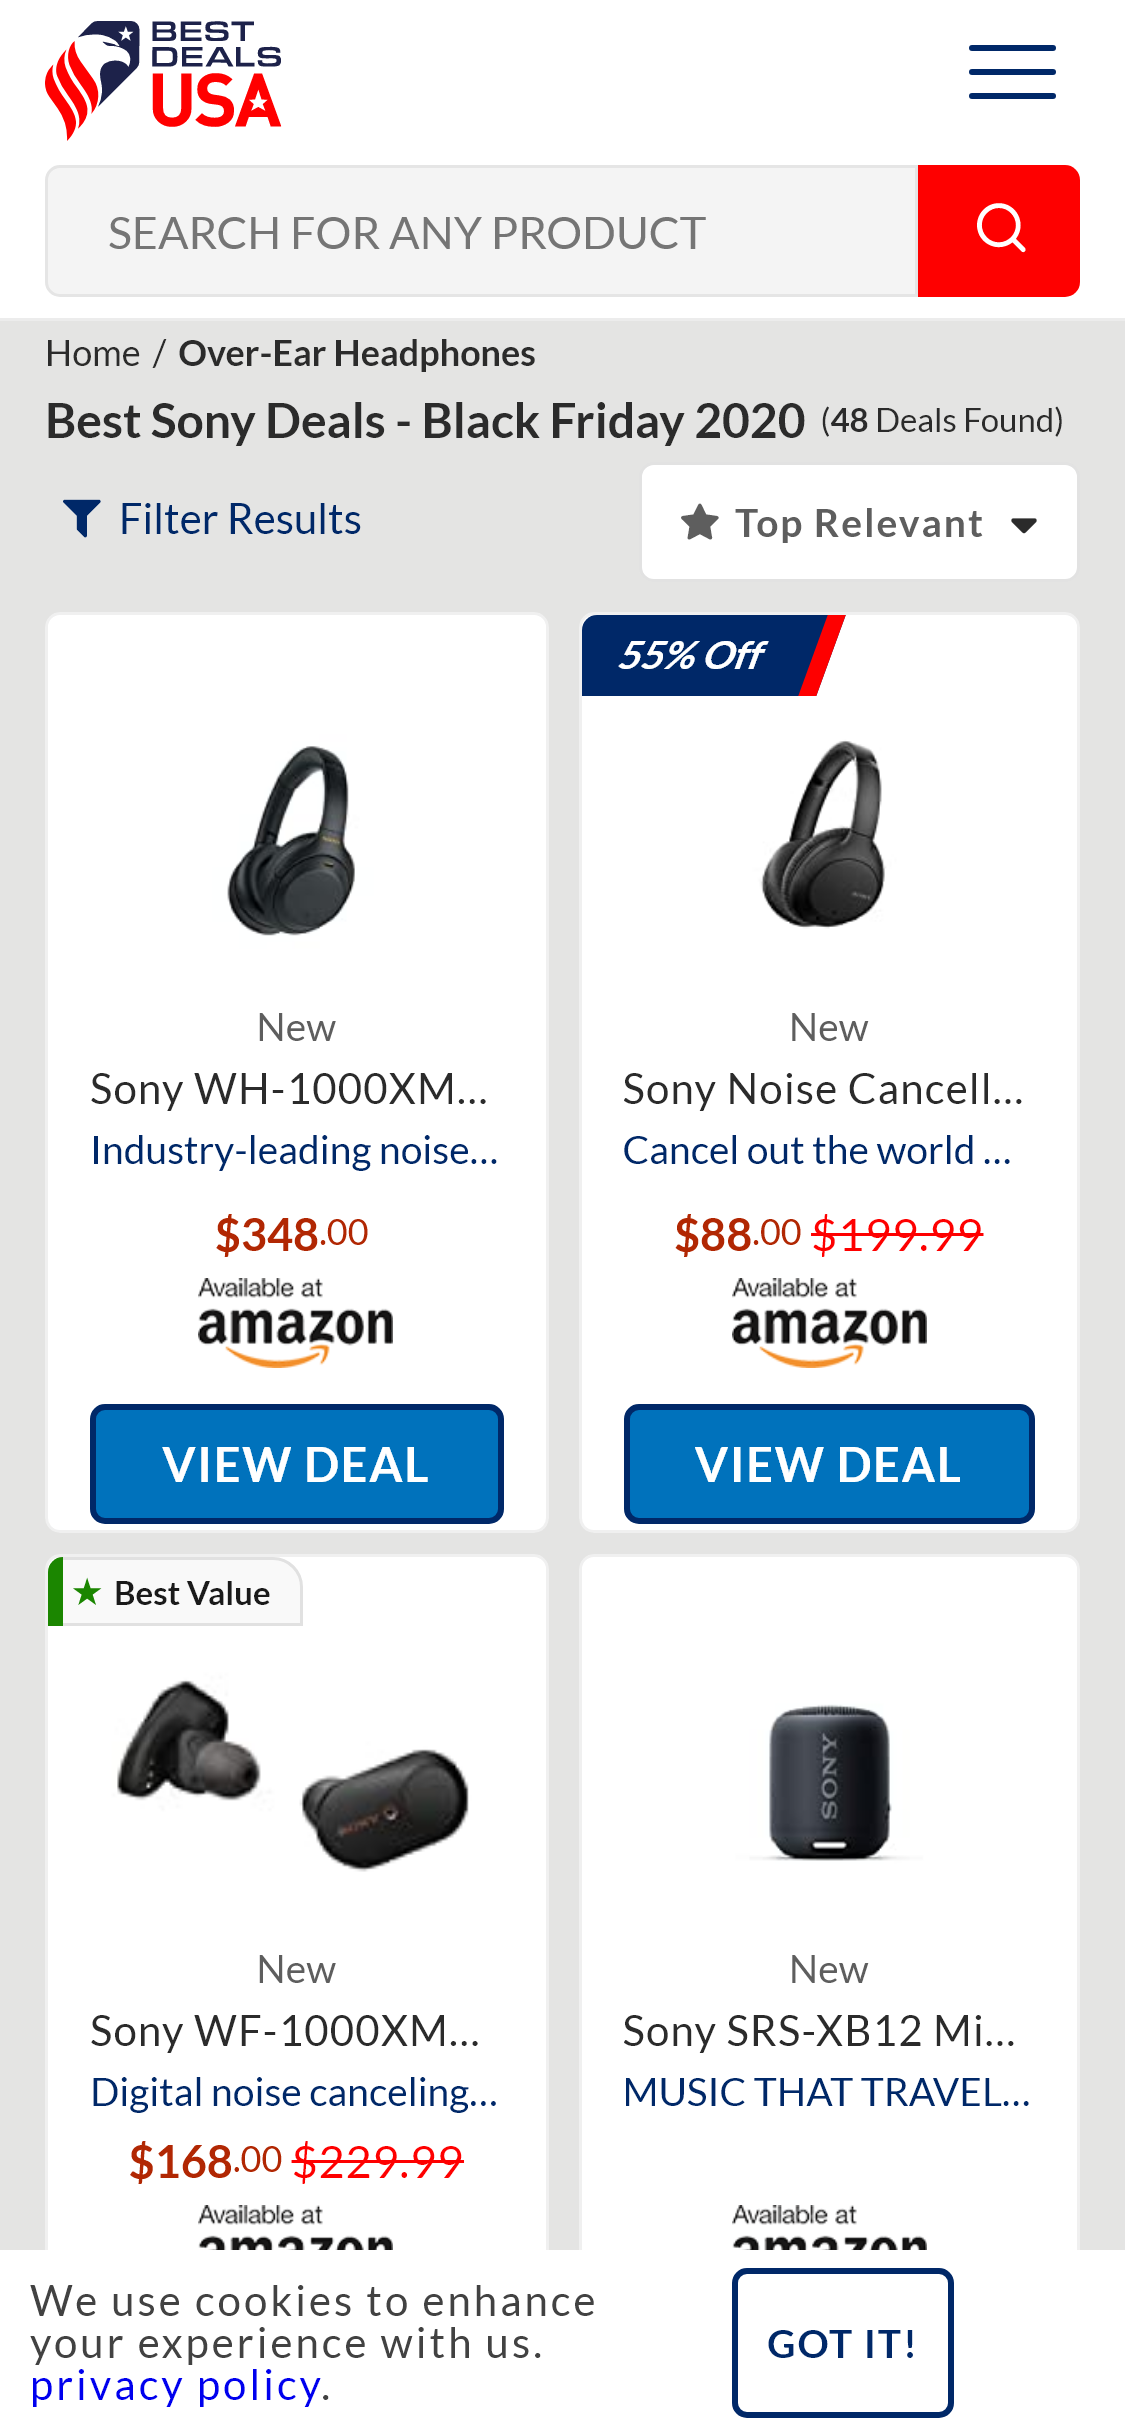 BEST
DEALS
USA
SEARCH FOR ANY PRODUCT
Home / Over-Ear Headphones
Best Sony Deals - Black Friday 2020 (48 Deals Found)
Filter Results
Top Relevant
55% Off
New
Sony WH-1000XM...
Industry-leading noise...
$348.00
Available at
amazon
VIEW DEAL
New
Sony Noise Cancell...
Cancel out the world ...
$88.00 $199.99
Available at
amazon
VIEW DEAL
Best Value
SONY
New
Sony WF-1000XM...
Digital noise canceling...
$168.00 $229.99
Available at
amazon
SONY
New
Sony SRS-XB12 Mi...
MUSIC THAT TRAVEL...
Available at
amazon
We use cookies to enhance
your experience with us.
privacy policy.
GOT IT!